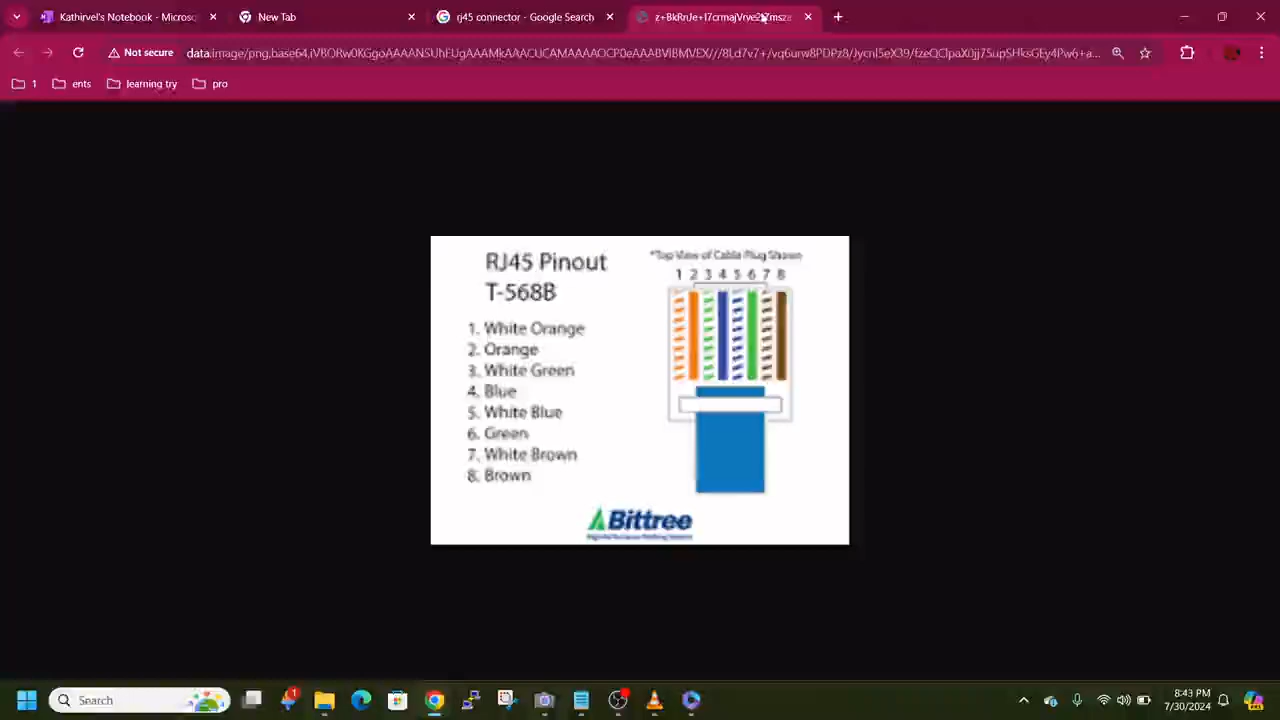 Kathirvel's Notebook - Micros
New Tab
rj45 connector - Google Search
Not secure
1
ents
learning try
pro
RJ45 Pinout
T-568B
*Top View of Cable Plug Shown
1 2 3 4 5 6 7 8
1. White Orange
2. Orange
3. White Green
4. Blue
5. White Blue
6. Green
7. White Brown
8. Brown
Bittree
Search
1
8:43 PM
7/30/2024